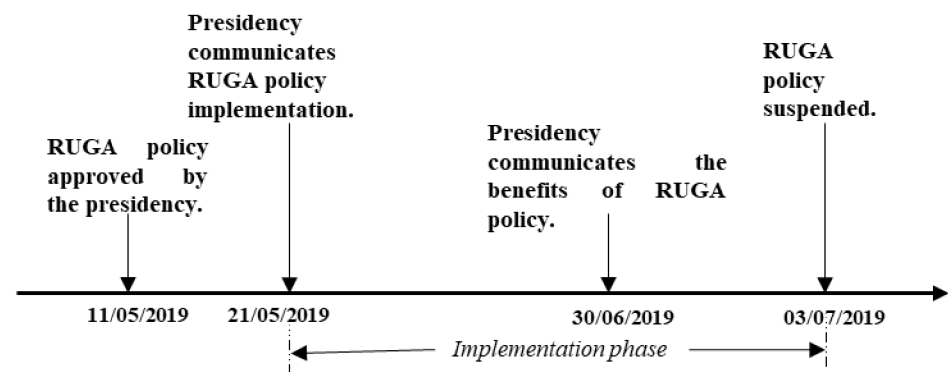 Presidency
communicates
RUGA policy
implementation.
RUGA
policy
suspended.
RUGA policy
approved by
the presidency.
Presidency
communicates the
benefits of RUGA
policy.
11/05/2019
21/05/2019
30/06/2019
03/07/2019
Implementation phase